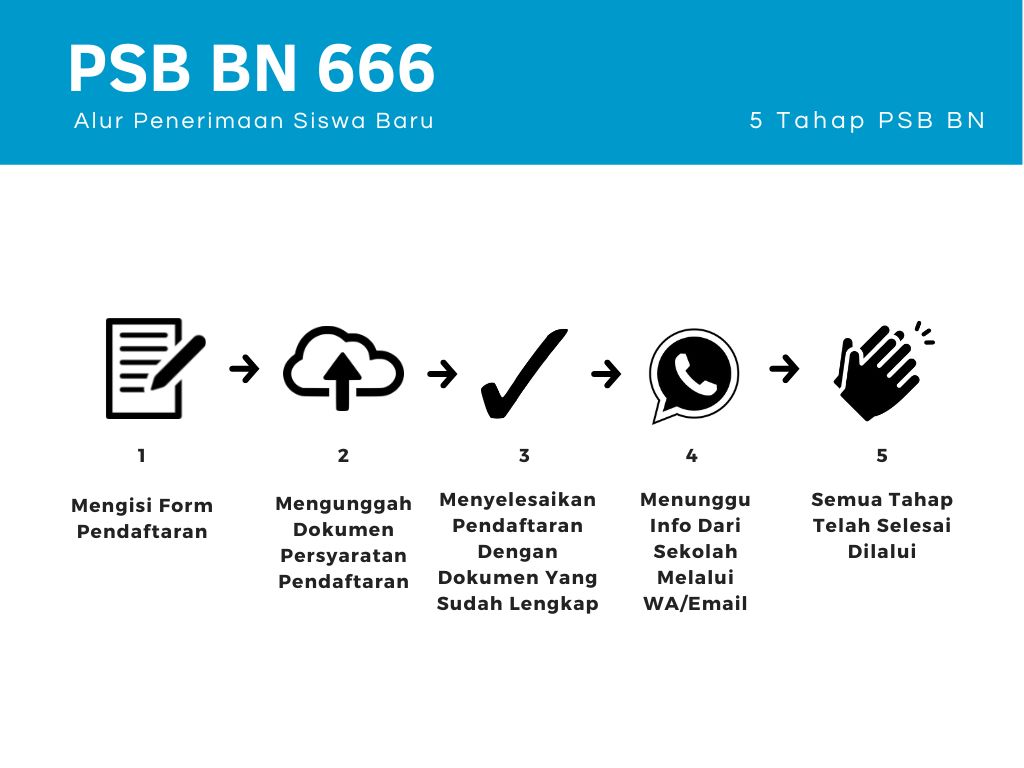 PSB BN 666
Alur Penerimaan Siswa Baru
5 Tahap PSB BN
1
Mengisi Form
Pendaftaran
2
Mengunggah
Dokumen
Persyaratan
Pendaftaran
3
Menyelesaikan
Pendaftaran
Dengan
Dokumen Yang
Sudah Lengkap
4
Menunggu
Info Dari
Sekolah
Melalui
WA/Email
5
Semua Tahap
Telah Selesai
Dilalui